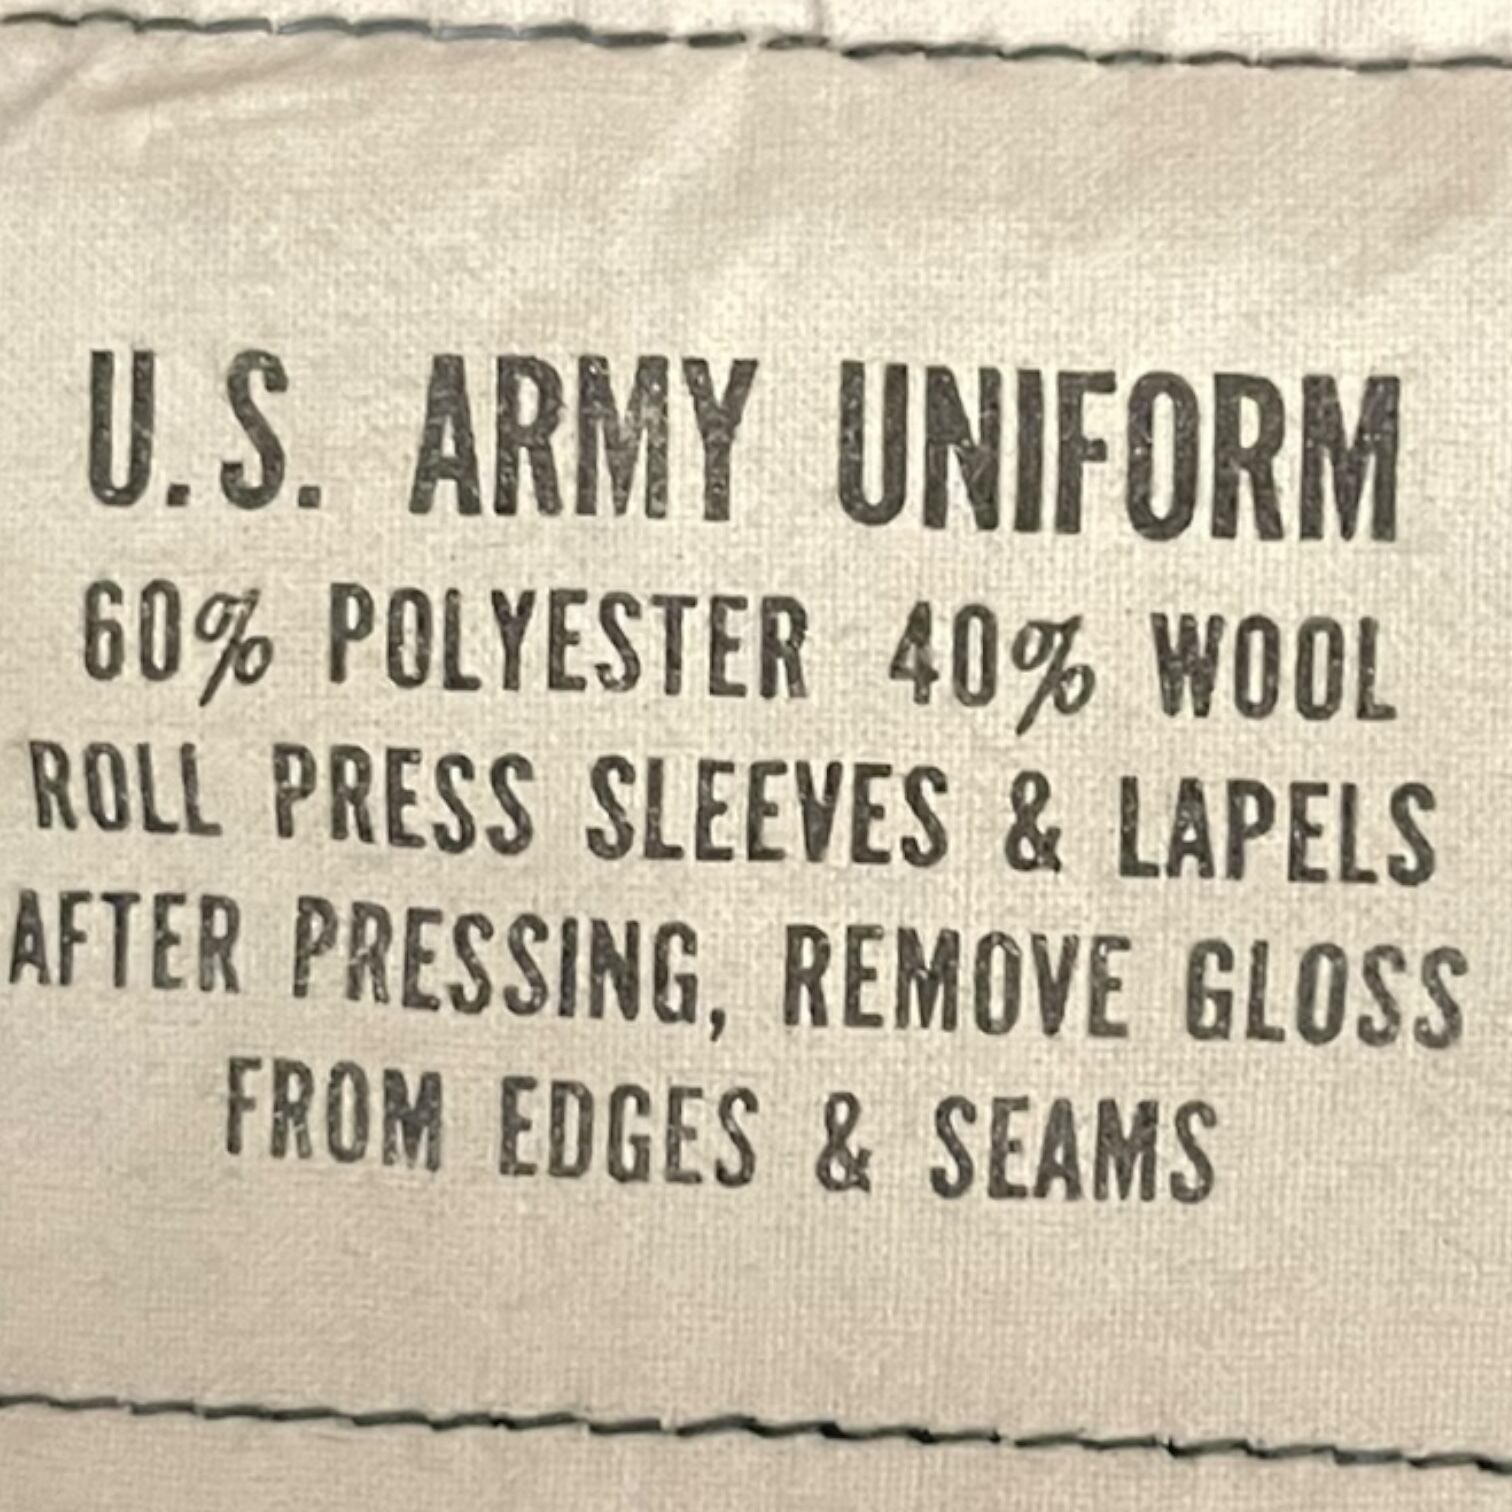 U.S. ARMY UNIFORM
60% POLYESTER 40% WOOL
ROLL PRESS SLEEVES & LAPELS
AFTER PRESSING, REMOVE GLOSS
FROM EDGES & SEAMS